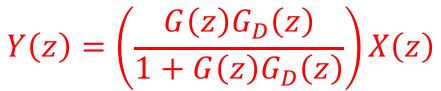 Y(z) = ( G(z)G_D(z) / 1 + G(z)G_D(z) ) X(z)